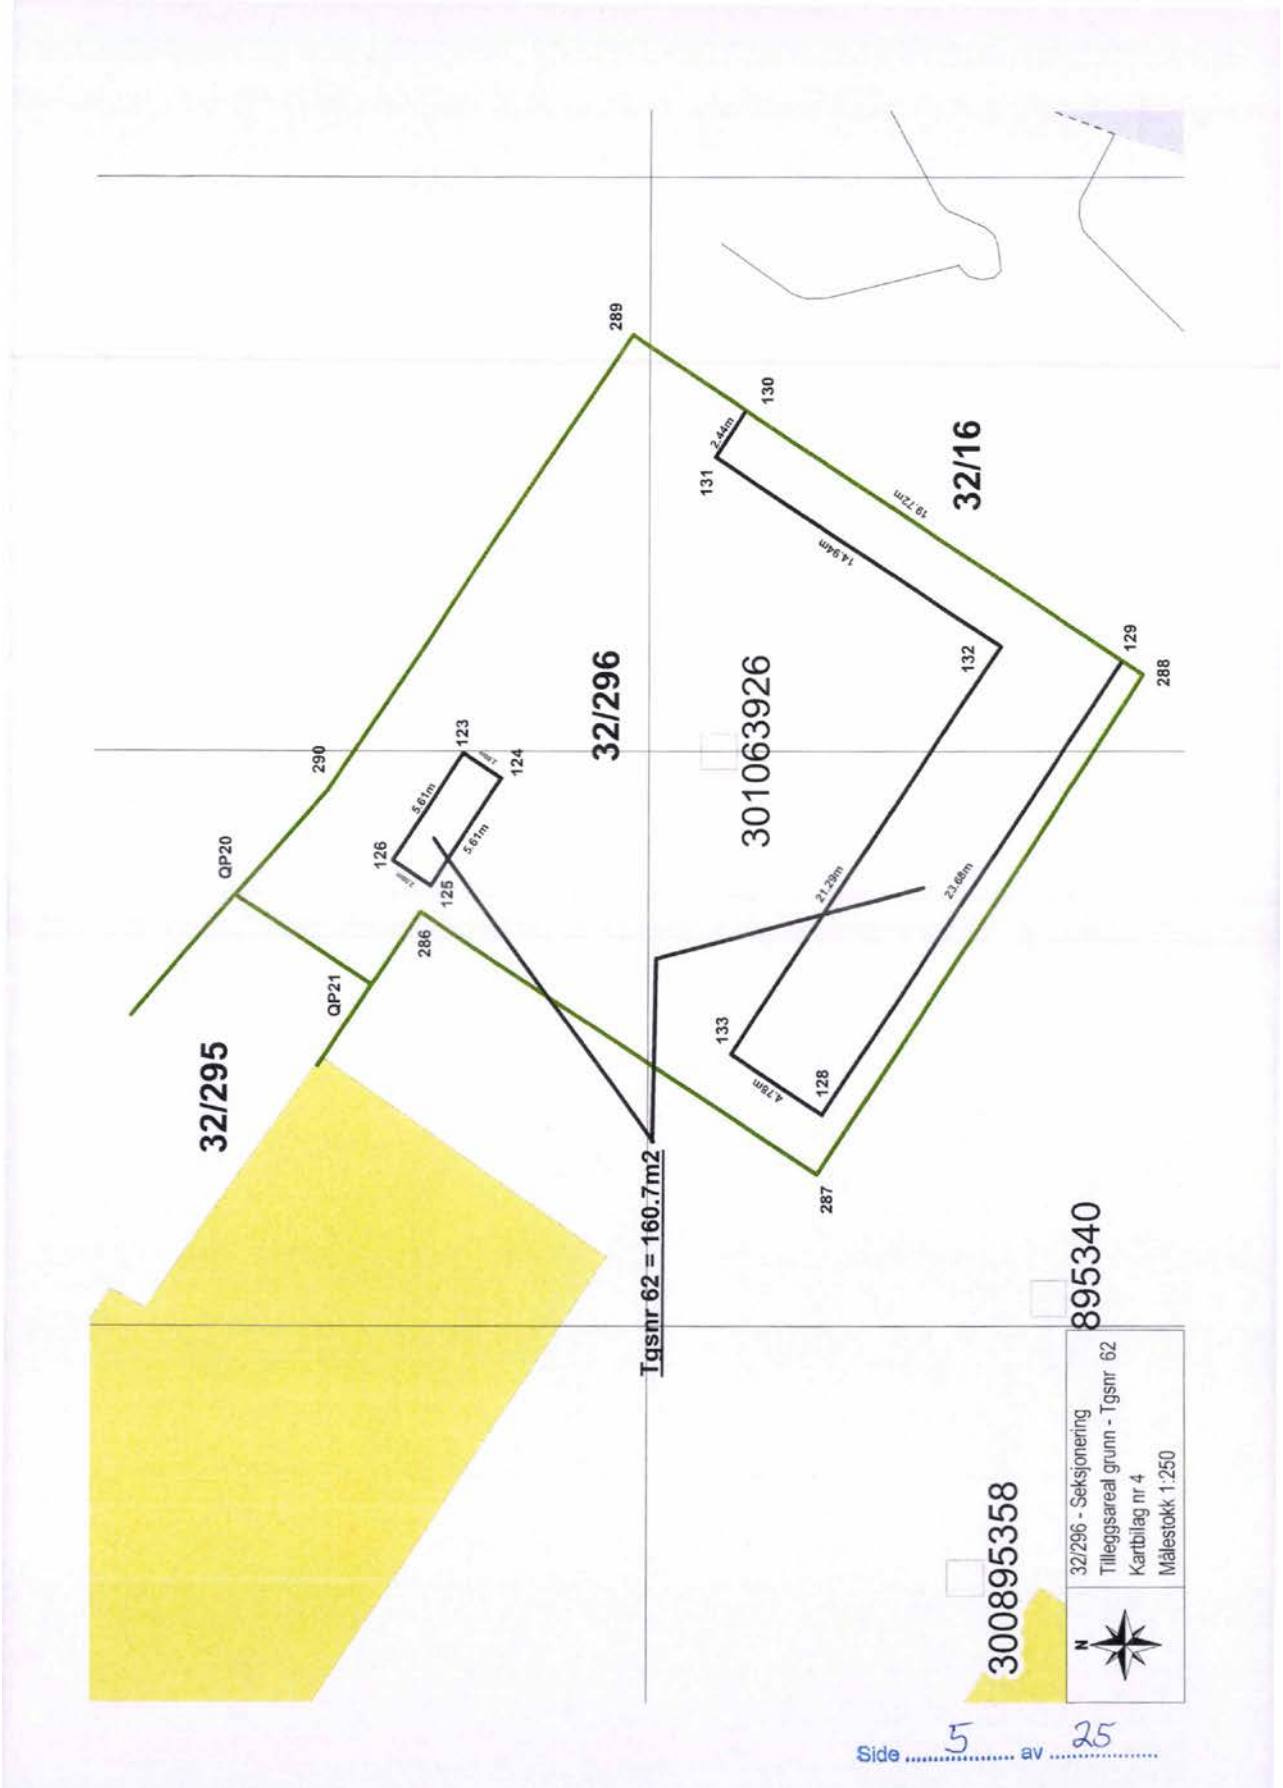 289
130
2.44m
131
32/16
19.72m
14.94m
132
129
288
32/296
301063926
290
123
124
5.61m
5.61m
126
125
QP20
286
QP21
32/295
21.29m
23.68m
133
128
4.78m
Tgsnr 62 = 160.7m2
287
895340
300895358
32/296 - Seksjonering
Tilleggsareal grunn - Tgsnr 62
Kartbilag nr 4
Målestokk 1:250
N
Side 5 av 25